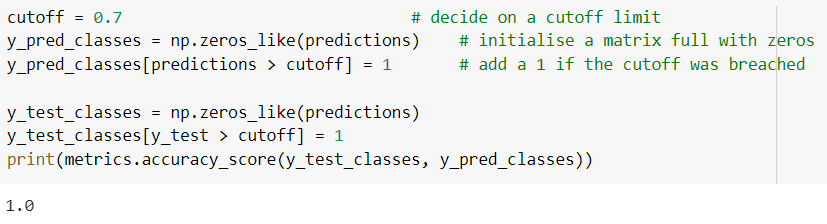 cutoff = 0.7                              # decide on a cutoff limit
y_pred_classes = np.zeros_like(predictions)    # initialise a matrix full with zeros
y_pred_classes[predictions > cutoff] = 1       # add a 1 if the cutoff was breached

y_test_classes = np.zeros_like(predictions)
y_test_classes[y_test > cutoff] = 1
print(metrics.accuracy_score(y_test_classes, y_pred_classes))

1.0